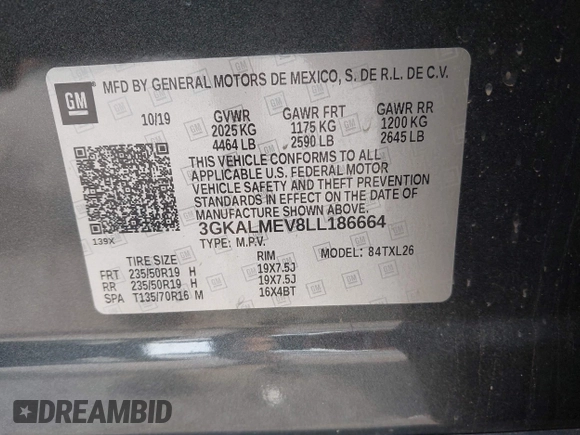 MFD BY GENERAL MOTORS DE MEXICO, S. DE R.L. DE C.V.
GM
10/19 GVWR GAWR FRT GAWR RR
2025 KG 1175 KG 1200 KG
4464 LB 2590 LB 2645 LB
THIS VEHICLE CONFORMS TO ALL
APPLICABLE U.S. FEDERAL MOTOR
VEHICLE SAFETY AND THEFT PREVENTION
STANDARDS IN EFFECT ON THE DATE OF
MANUFACTURE SHOWN ABOVE.
139X
3GKALMEV8LL186664
TYPE: M.P.V. MODEL: 84TXL26
TIRE SIZE RIM
FRT 235/50R19 H 19X7.5J
RR 235/50R19 H 19X7.5J
SPA T135/70R16 M 16X4BT
DREAMBID